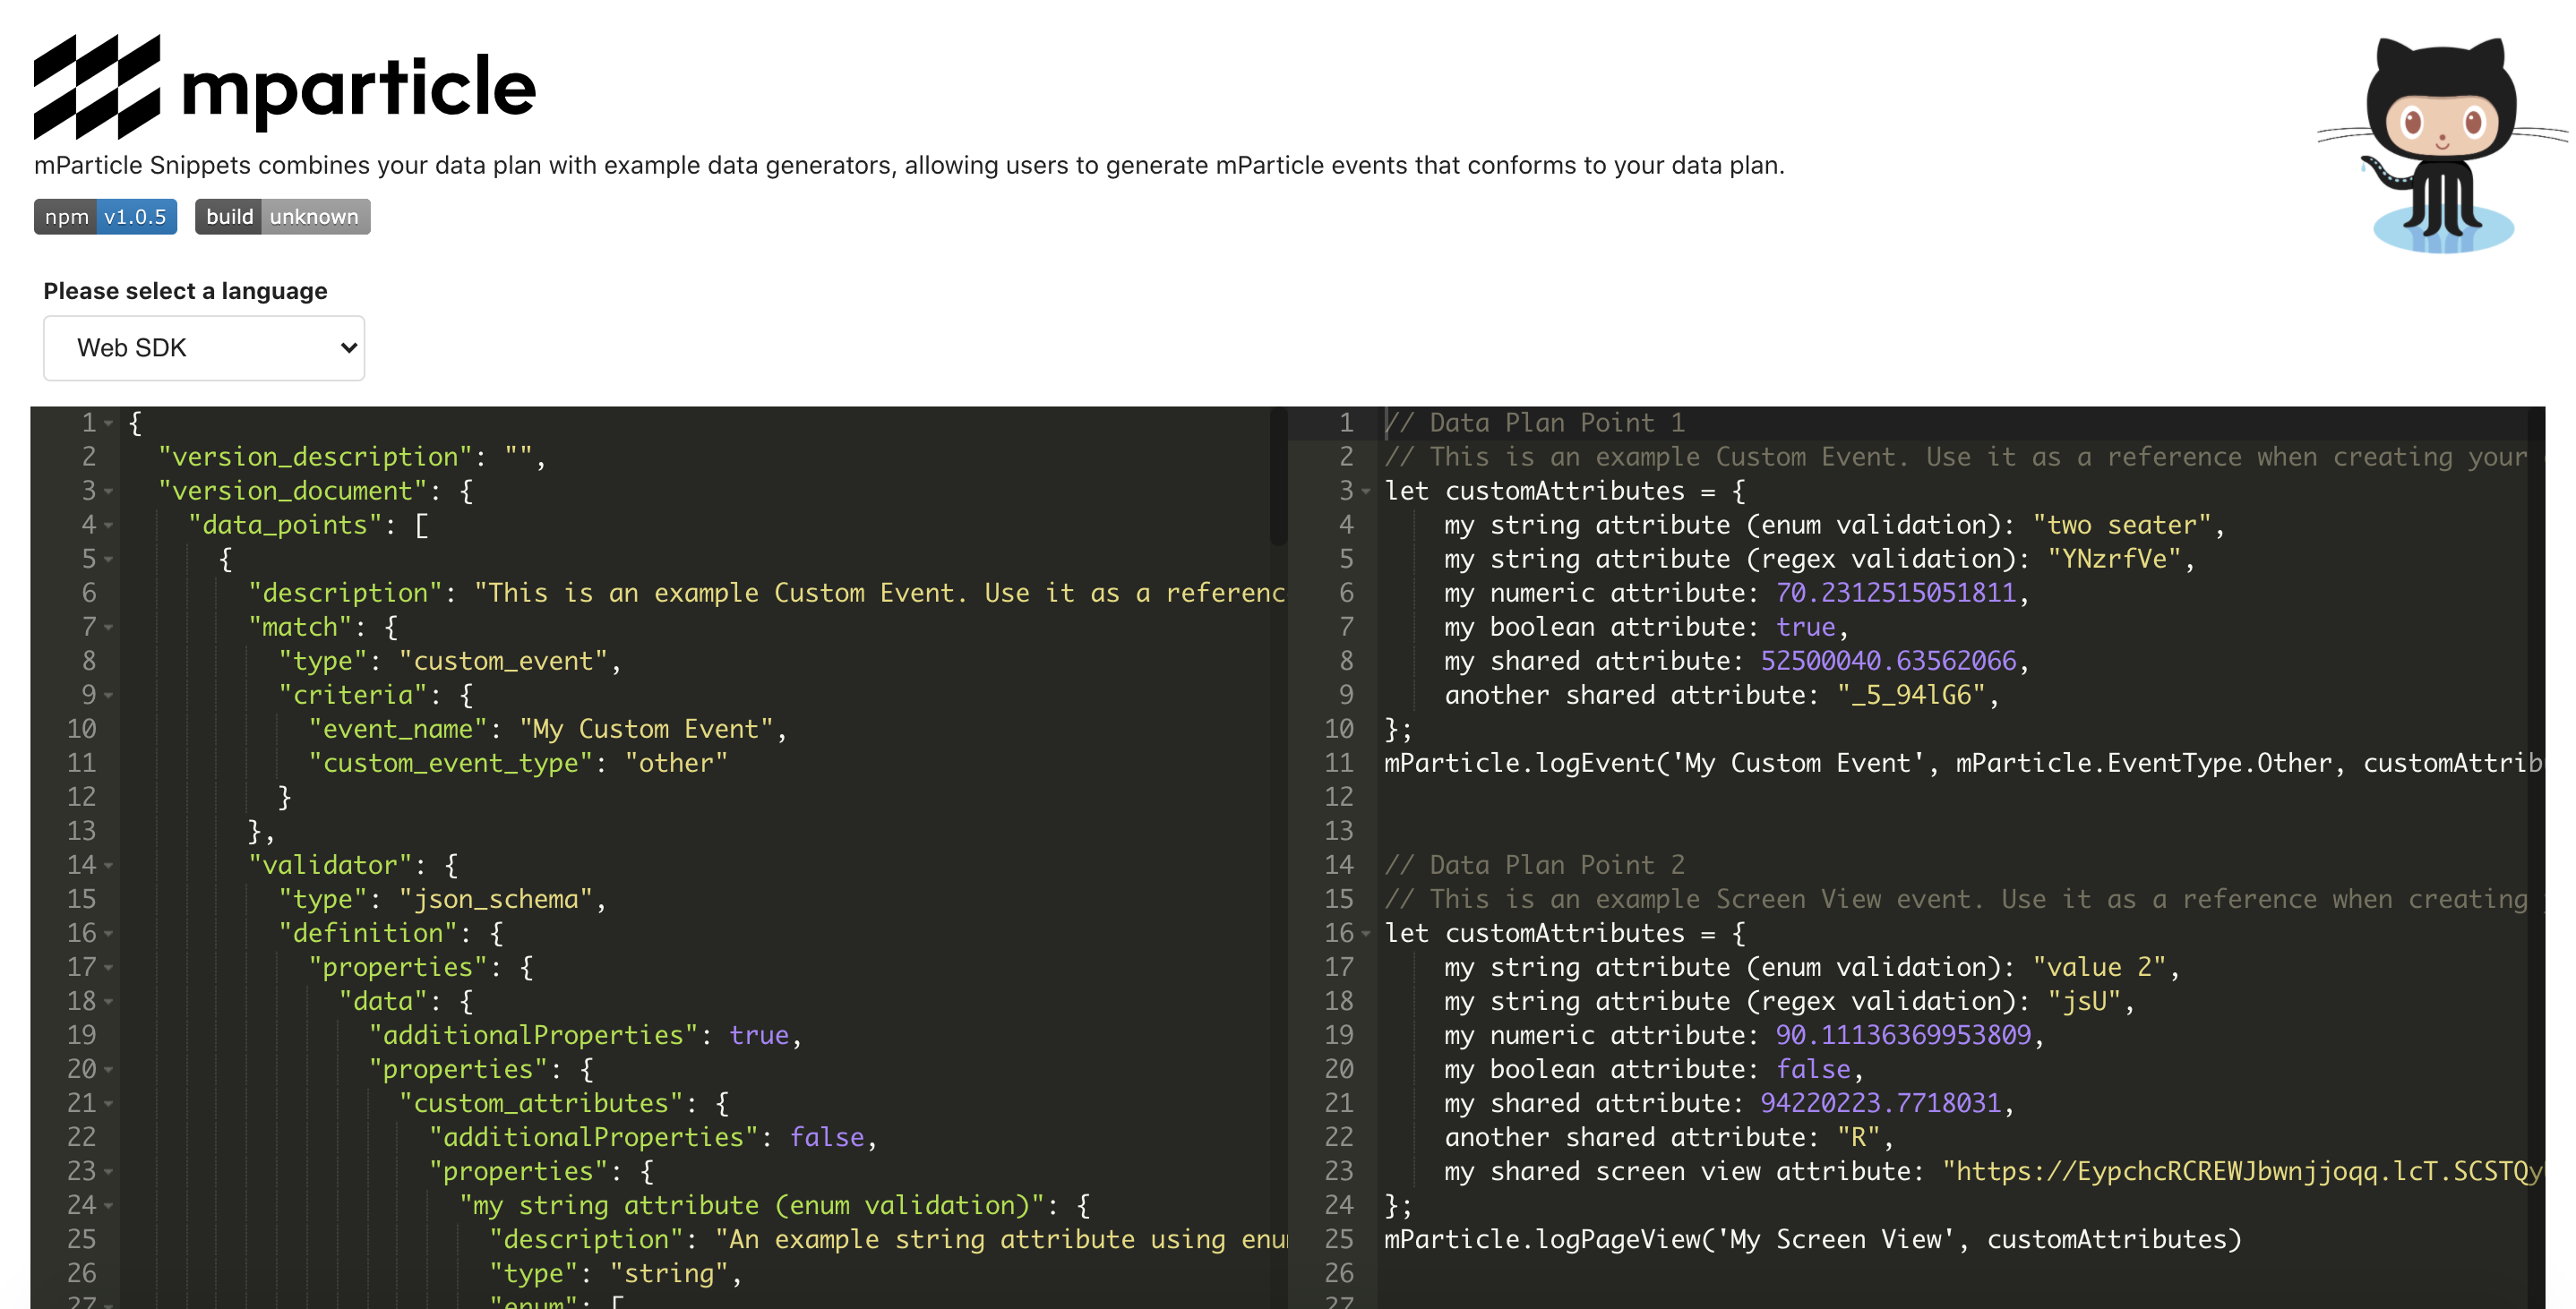 mparticle
mParticle Snippets combines your data plan with example data generators, allowing users to generate mParticle events that conforms to your data plan.
npm v1.0.5 build unknown
Please select a language
Web SDK
1 {
2 "version_description": "",
3 "version_document": {
4 "data_points": [
5 {
6 "description": "This is an example Custom Event. Use it as a referenc
7 "match": {
8 "type": "custom_event",
9 "criteria": {
10 "event_name": "My Custom Event",
11 "custom_event_type": "other"
12 }
13 },
14 "validator": {
15 "type": "json_schema",
16 "definition": {
17 "properties": {
18 "data": {
19 "additionalProperties": true,
20 "properties": {
21 "custom_attributes": {
22 "additionalProperties": false,
23 "properties": {
24 "my string attribute (enum validation)": {
25 "description": "An example string attribute using enu
26 "type": "string",
27 "enum": [
1 // Data Plan Point 1
2 // This is an example Custom Event. Use it as a reference when creating your
3 let customAttributes = {
4 my string attribute (enum validation): "two seater",
5 my string attribute (regex validation): "YNzrfVe",
6 my numeric attribute: 70.2312515051811,
7 my boolean attribute: true,
8 my shared attribute: 52500040.63562066,
9 another shared attribute: "_5_94lG6",
10 };
11 mParticle.logEvent('My Custom Event', mParticle.EventType.Other, customAttrib
12
13
14 // Data Plan Point 2
15 // This is an example Screen View event. Use it as a reference when creating
16 let customAttributes = {
17 my string attribute (enum validation): "value 2",
18 my string attribute (regex validation): "jsU",
19 my numeric attribute: 90.11136369953809,
20 my boolean attribute: false,
21 my shared attribute: 94220223.7718031,
22 another shared attribute: "R",
23 my shared screen view attribute: "https://EypchcRCREWJbwnjjoqq.lcT.SCSTQy
24 };
25 mParticle.logPageView('My Screen View', customAttributes)
26
27